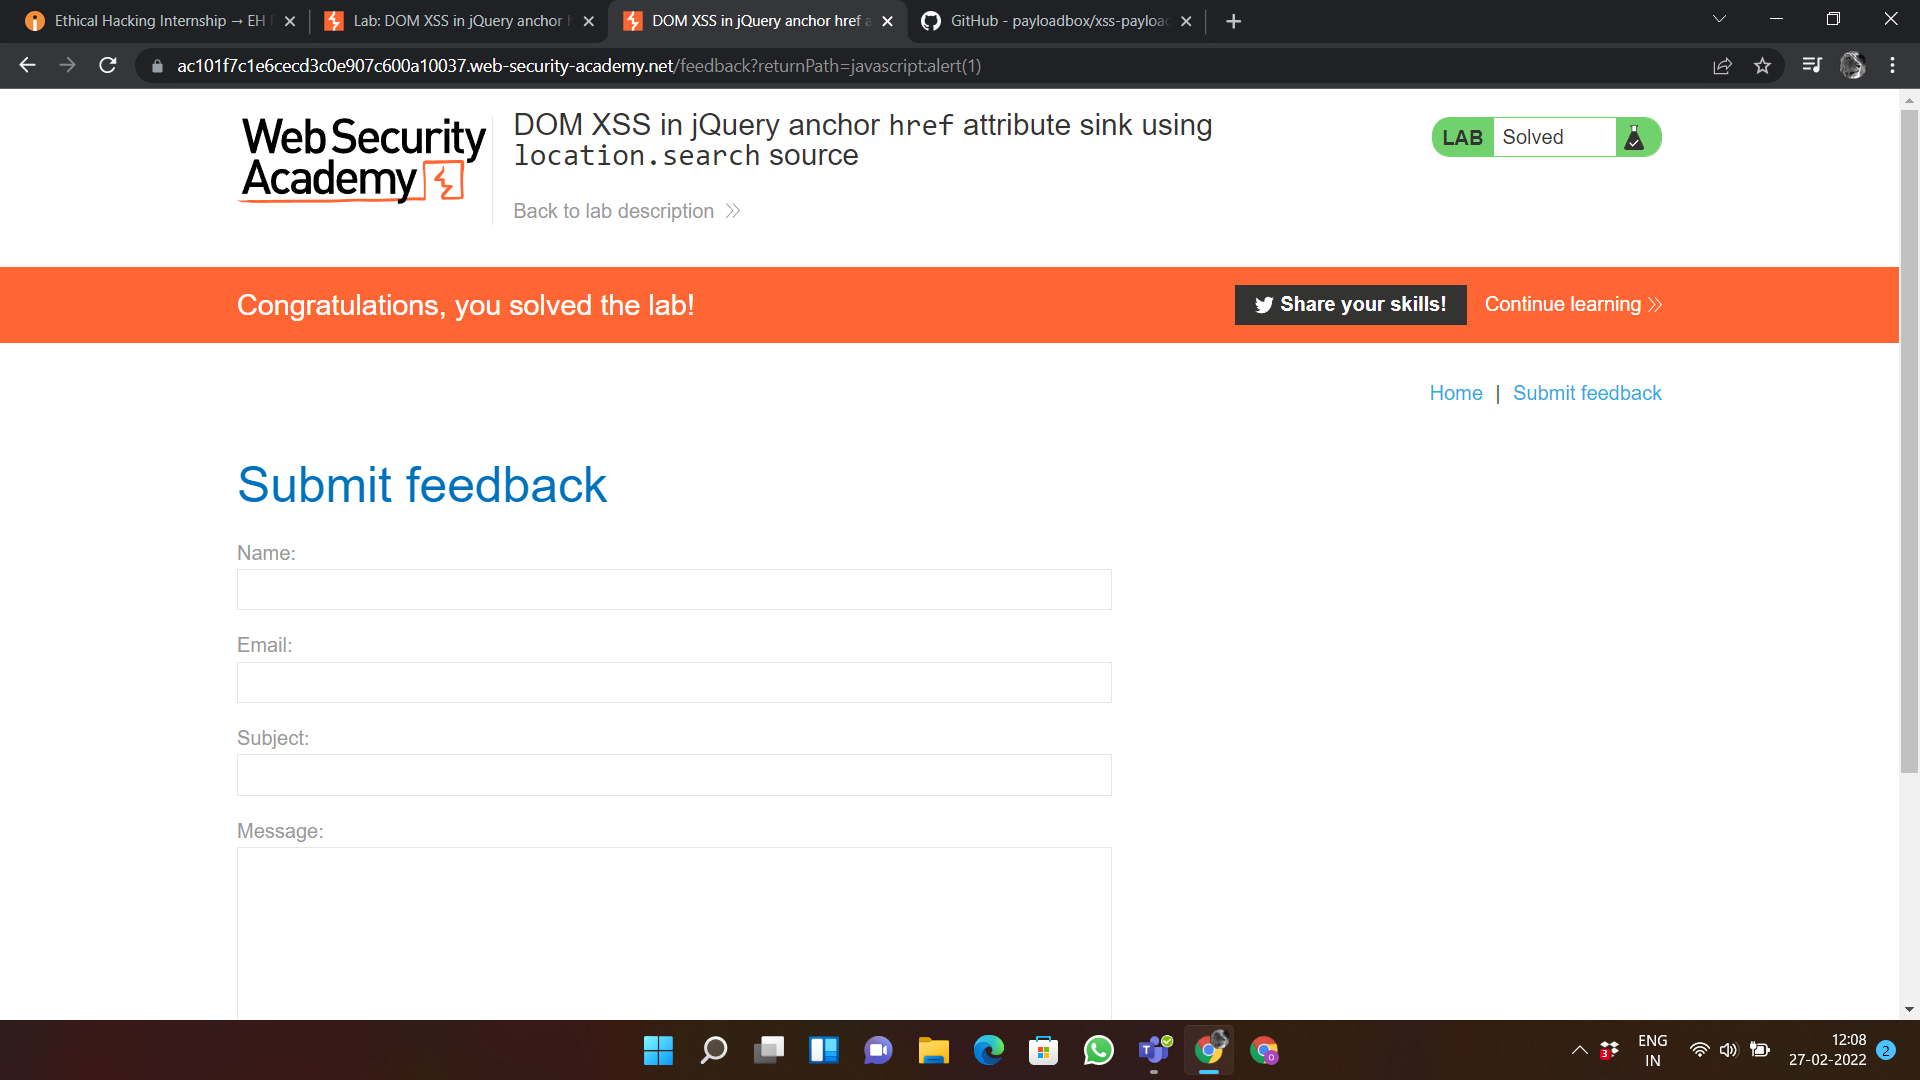 Ethical Hacking Internship → EH
Lab: DOM XSS in jQuery anchor
DOM XSS in jQuery anchor href
GitHub - payloadbox/xss-payloa
ac101f7c1e6cecd3c0e907c600a10037.web-security-academy.net/feedback?returnPath=javascript:alert(1)
Web Security
Academy
DOM XSS in jQuery anchor href attribute sink using
location.search source
Back to lab description
LAB Solved
Congratulations, you solved the lab!
Share your skills!
Continue learning
Home | Submit feedback
Submit feedback
Name:
Email:
Subject:
Message:
3
ENG
IN
12:08
27-02-2022
2